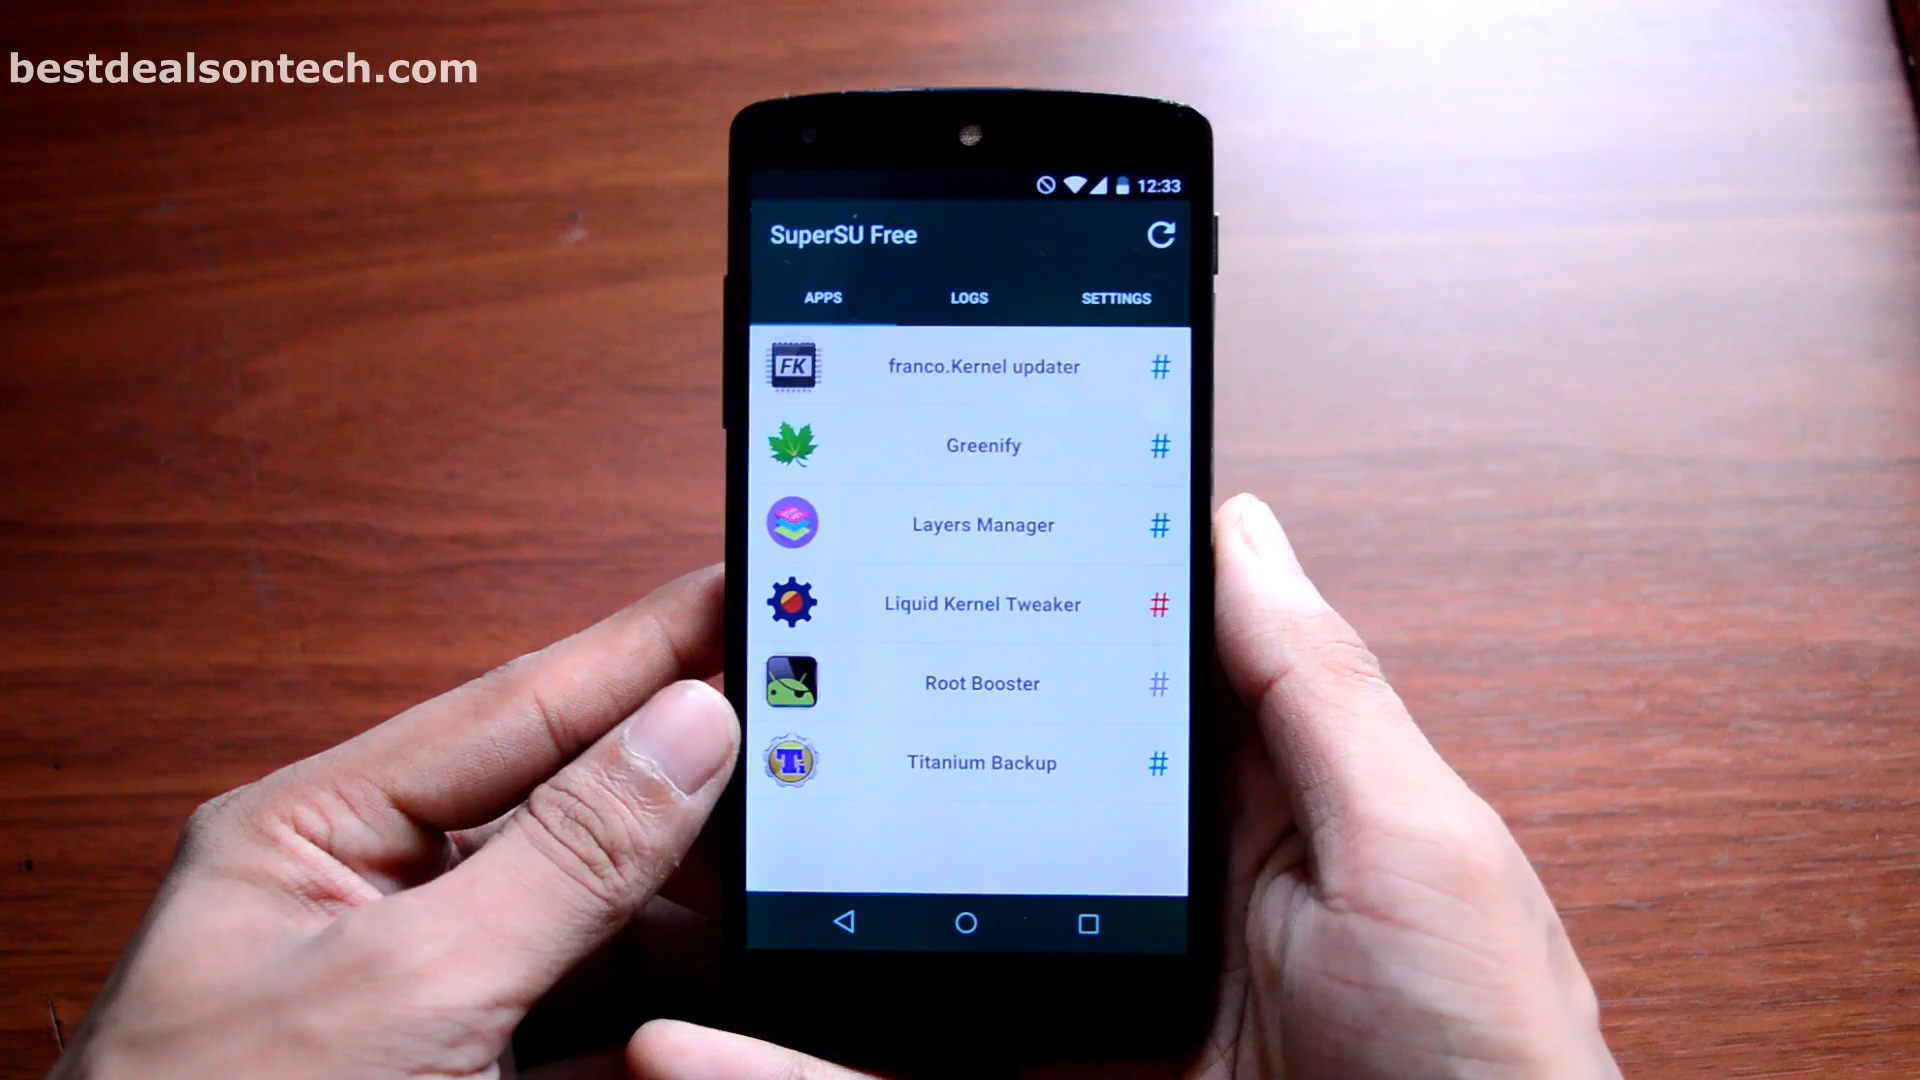 bestdealsontech.com
12:33
SuperSU Free
APPS LOGS SETTINGS
FK franco.Kernel updater #
Greenify #
Layers Manager #
Liquid Kernel Tweaker #
Root Booster #
T Titanium Backup #